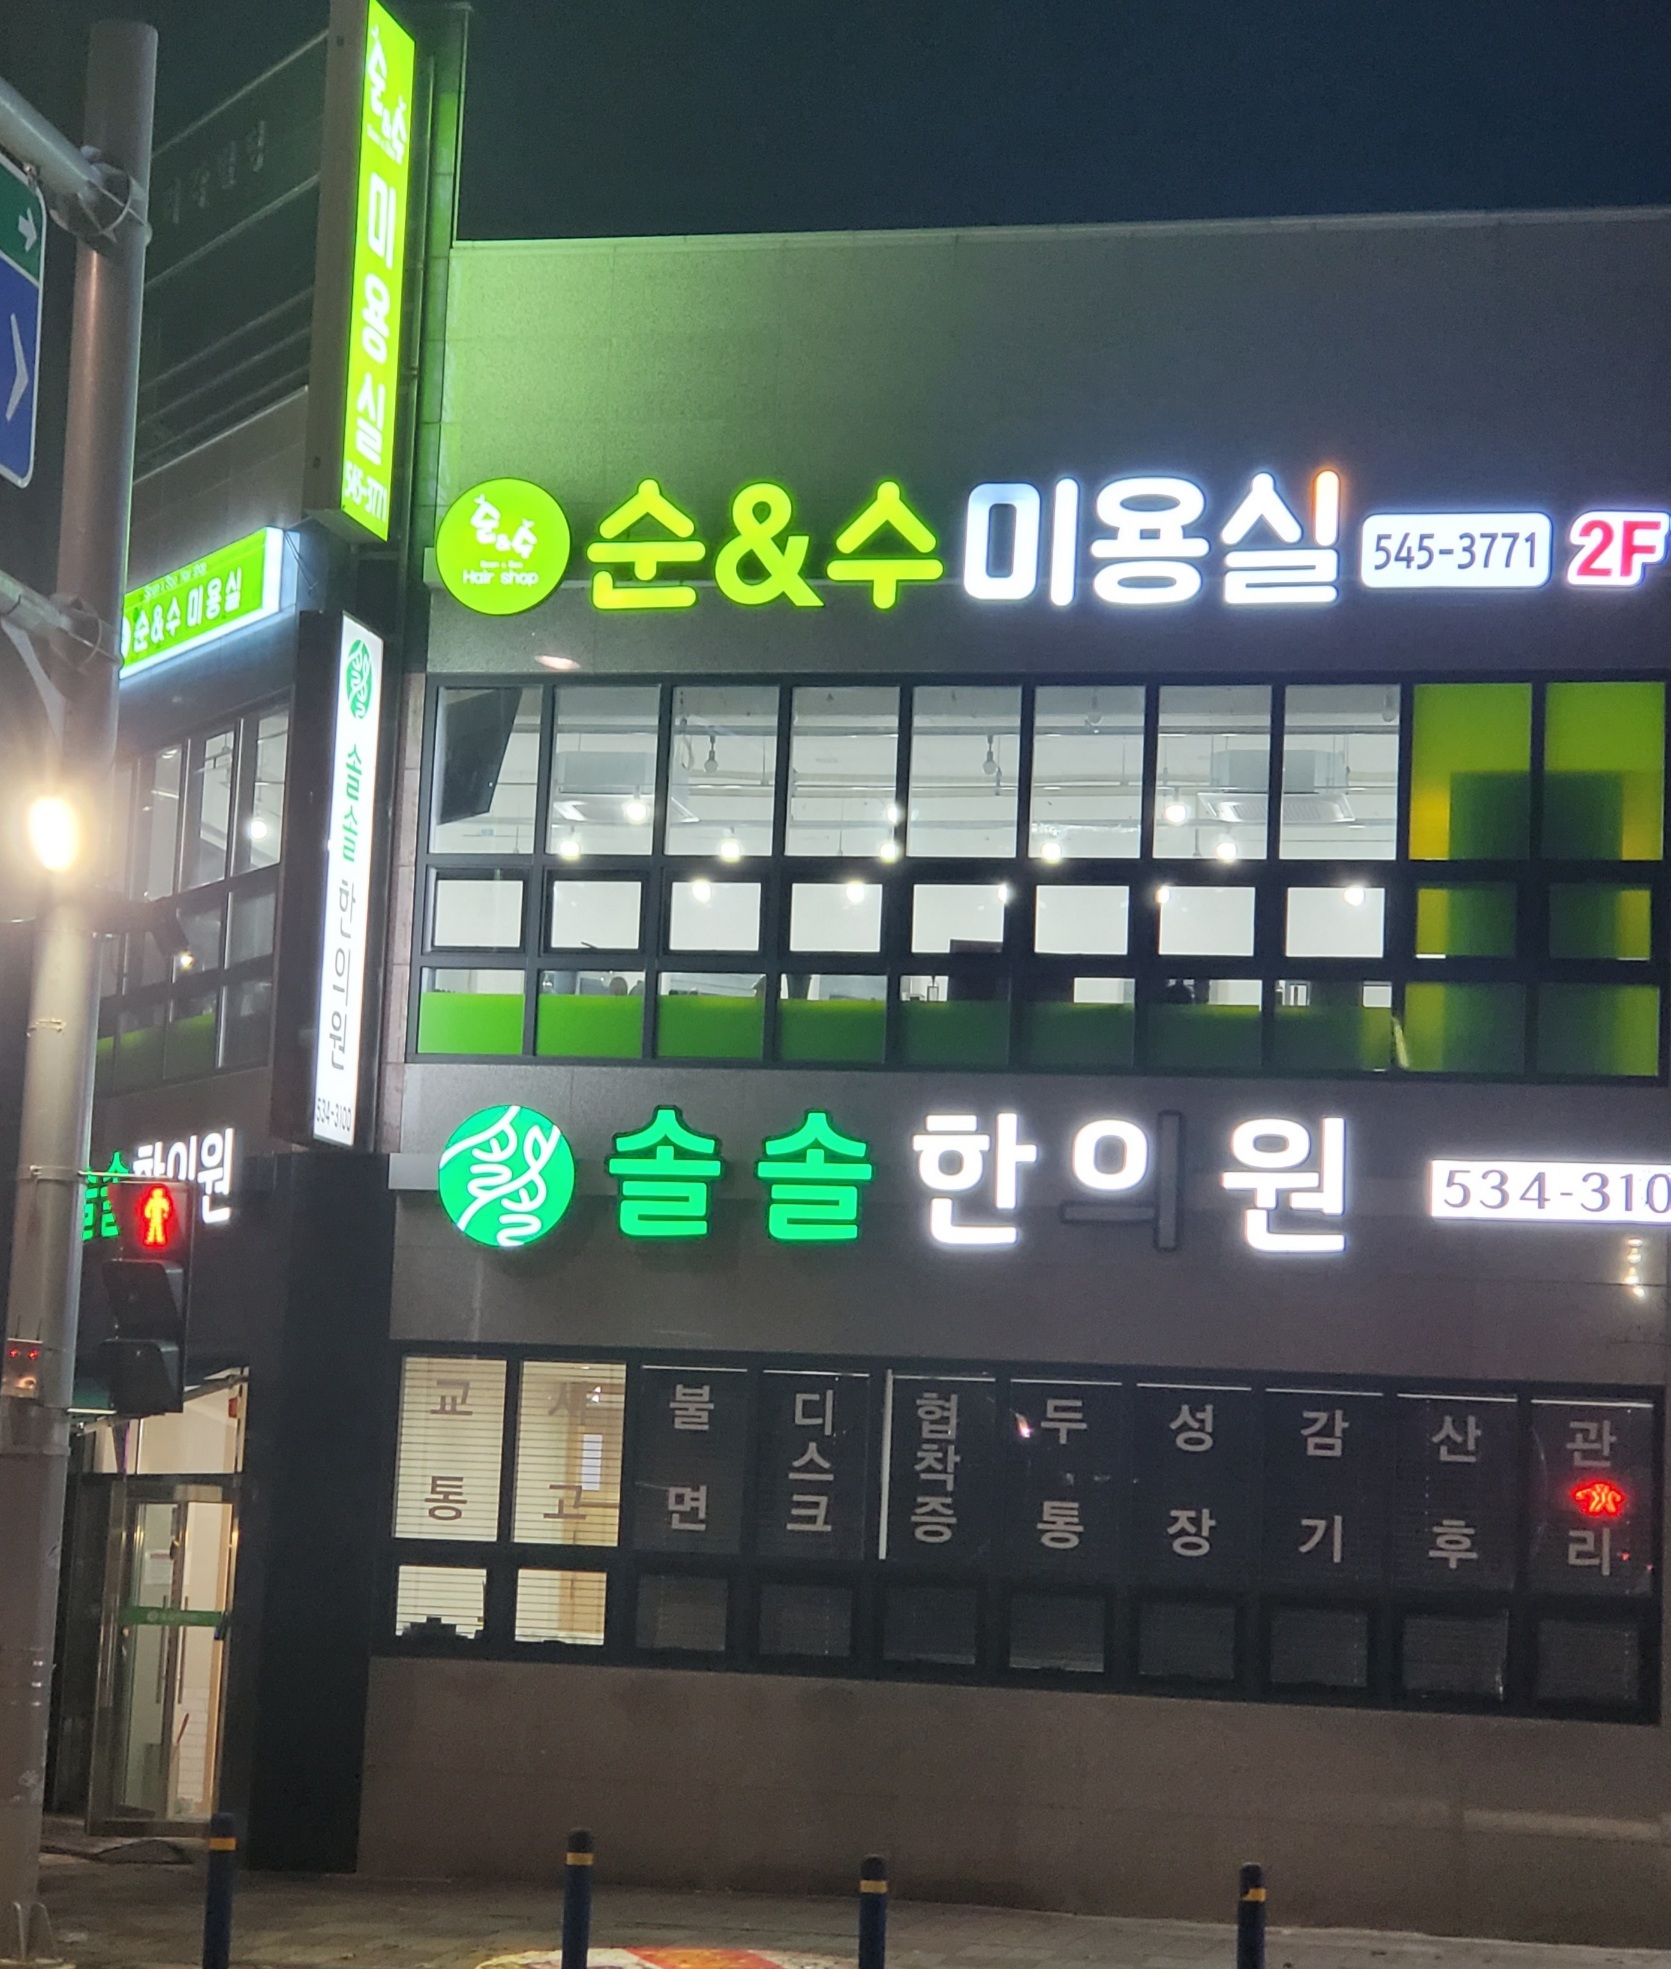 순&수
미용실
545-3771
순&수
Hair shop
순&수미용실
545-3771
2F
순&수 미용실
솔솔한의원
534-3100
솔솔한의원
솔솔한의원
534-310
교통
사고
불면
디스크
협착증
두통
성장
감기
산후
관리